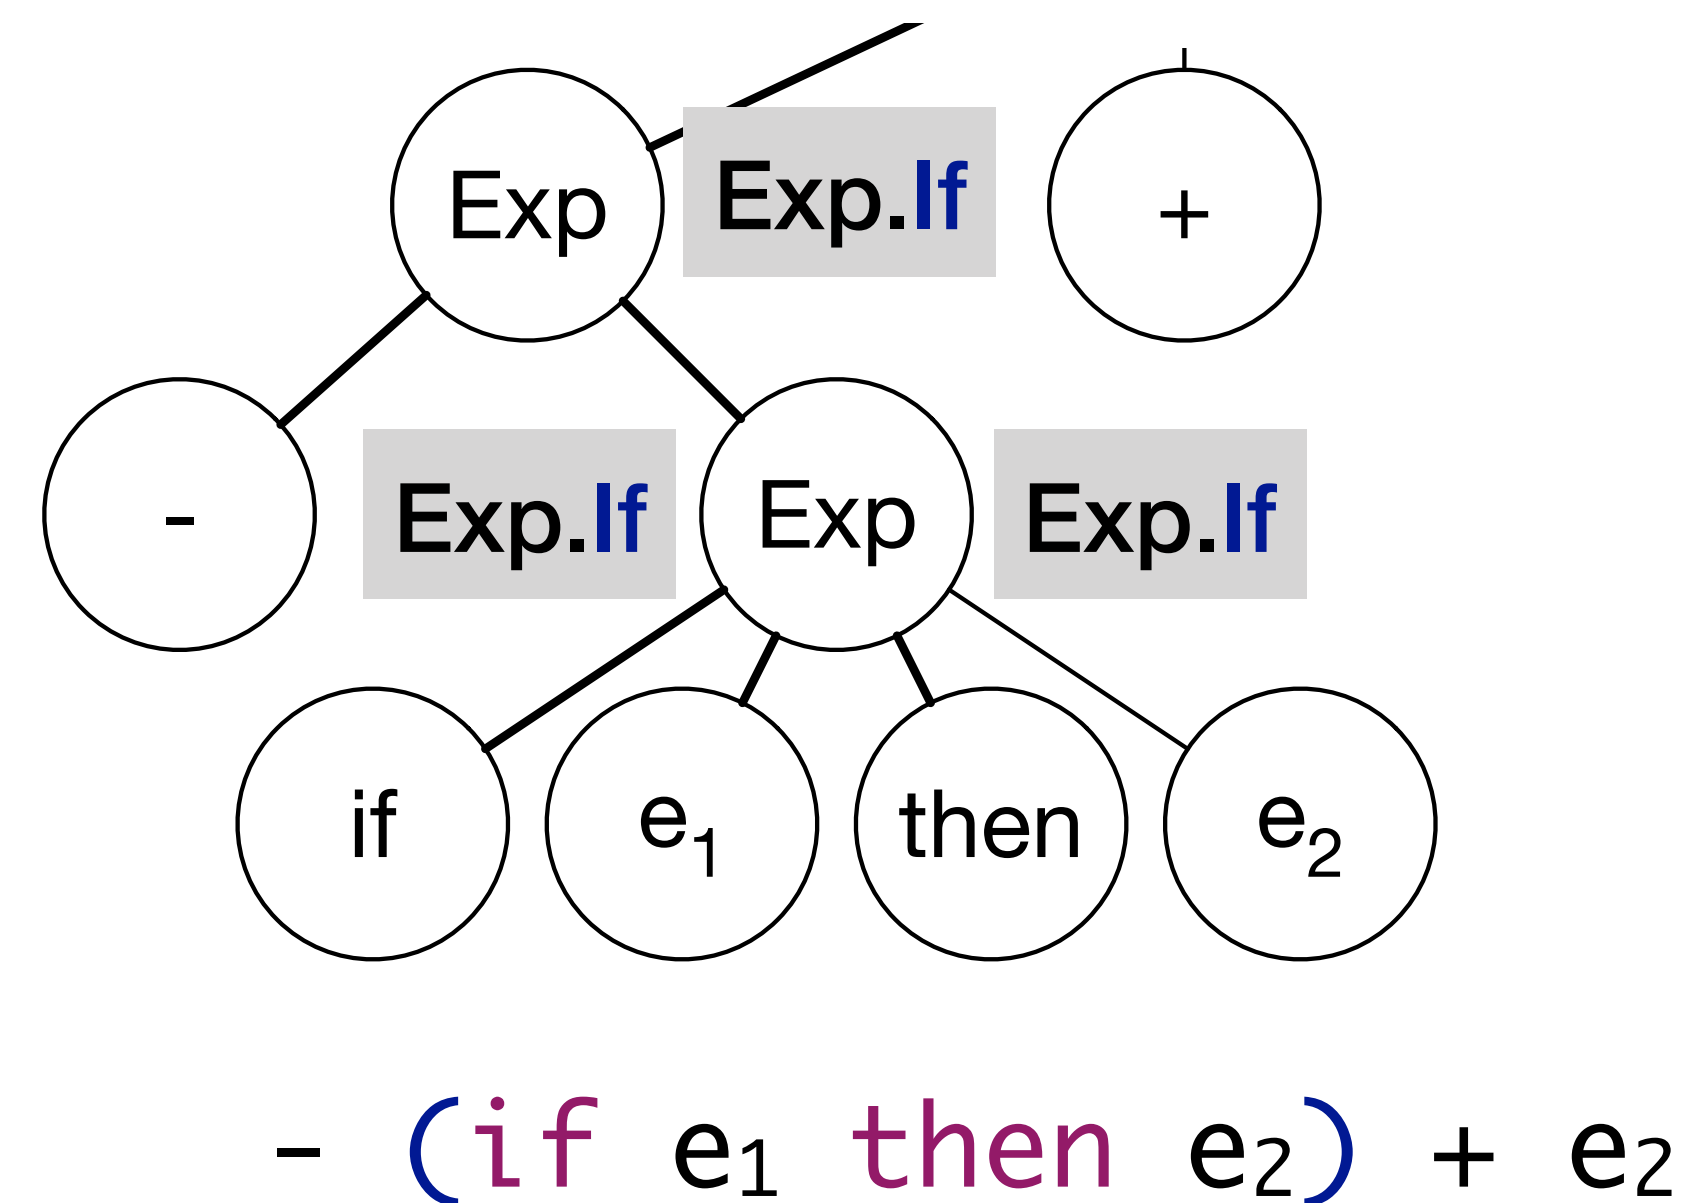 Exp Exp.If +
- Exp.If Exp Exp.If
if e₁ then e₂
- (if e₁ then e₂) + e₂